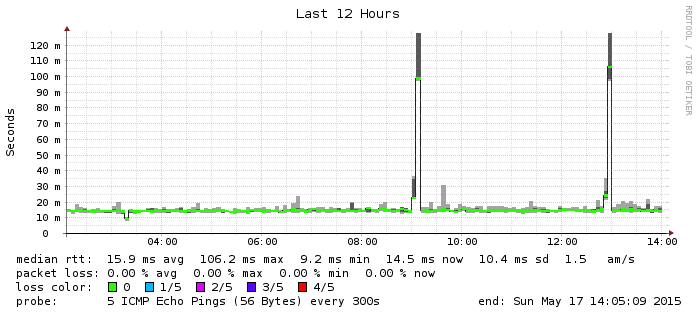 Last 12 Hours
RRDTOOL / TOBI OETIKER
Seconds
120 m
110 m
100 m
90 m
80 m
70 m
60 m
50 m
40 m
30 m
20 m
10 m
0
04:00 06:00 08:00 10:00 12:00 14:00
median rtt: 15.9 ms avg 106.2 ms max 9.2 ms min 14.5 ms now 10.4 ms sd 1.5 am/s
packet loss: 0.00 % avg 0.00 % max 0.00 % min 0.00 % now
loss color: 0 1/5 2/5 3/5 4/5
probe: 5 ICMP Echo Pings (56 Bytes) every 300s end: Sun May 17 14:05:09 2015